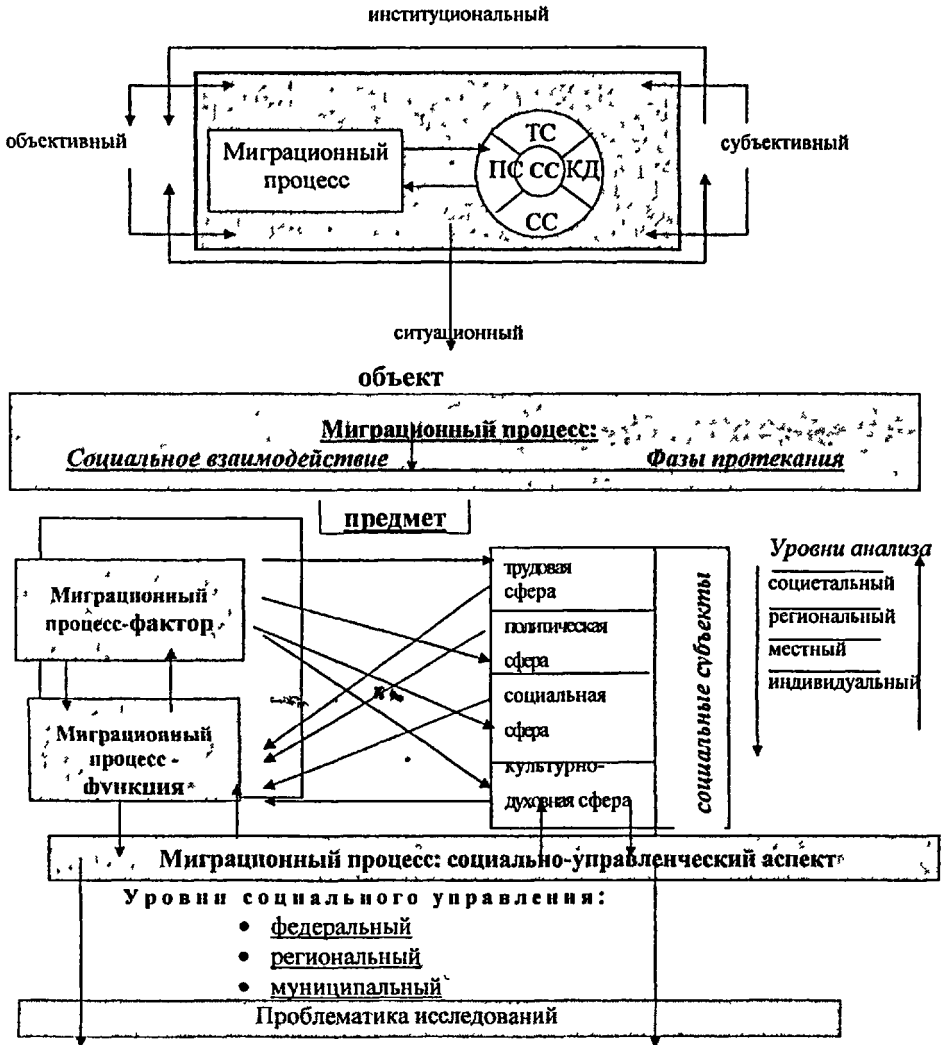 институциональный
объективный
субъективный
Миграционный
процесс
ТС
ПС СС КД
СС
ситуационный
объект
Миграционный процесс:
Социальное взаимодействие Фазы протекания
предмет
Миграционный
процесс-фактор
Миграционный
процесс -
функция
трудовая
сфера
политическая
сфера
социальная
сфера
культурно-
духовная сфера
социальные субъекты
Уровни анализа
социетальный
региональный
местный
индивидуальный
Миграционный процесс: социально-управленческий аспект
Уровни социального управления:
• федеральный
• региональный
• муниципальный
Проблематика исследований